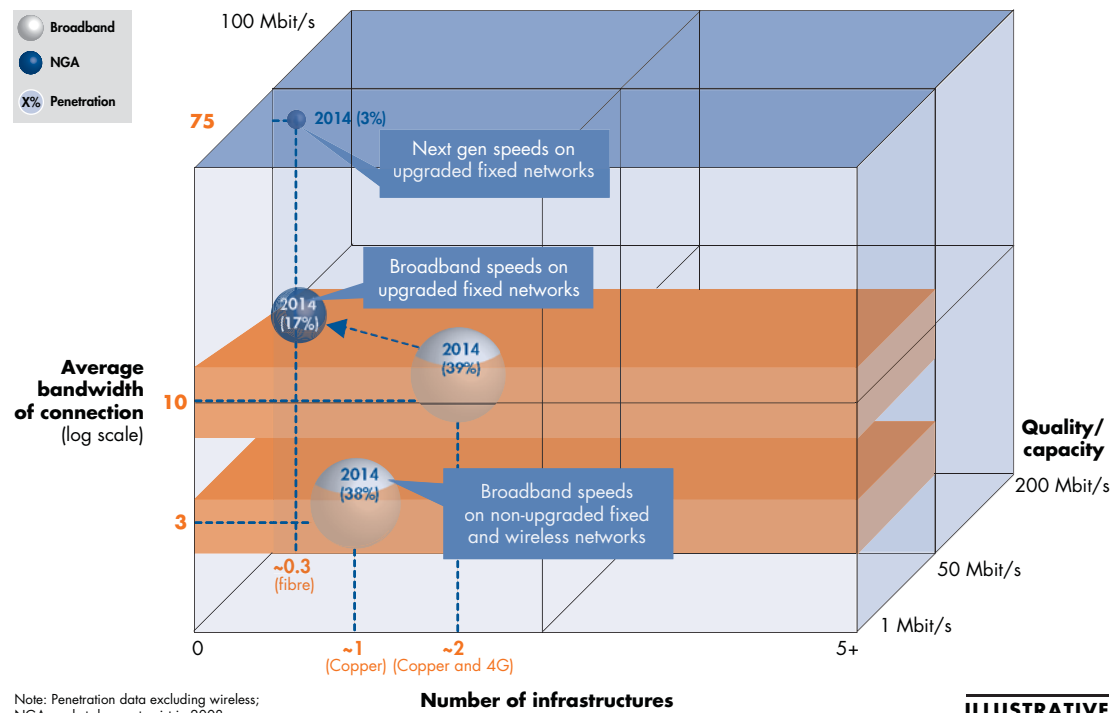 Broadband
NGA
X% Penetration
100 Mbit/s
75
2014 (3%)
Next gen speeds on
upgraded fixed networks
Broadband speeds on
upgraded fixed networks
2014
(17%)
2014
(39%)
Average
bandwidth
of connection
(log scale)
10
Quality/
capacity
200 Mbit/s
2014
(38%)
Broadband speeds
on non-upgraded fixed
and wireless networks
3
~0.3
(fibre)
50 Mbit/s
1 Mbit/s
0
~1
(Copper)
~2
(Copper and 4G)
5+
Number of infrastructures
Note: Penetration data excluding wireless;
ILLUSTRATIVE